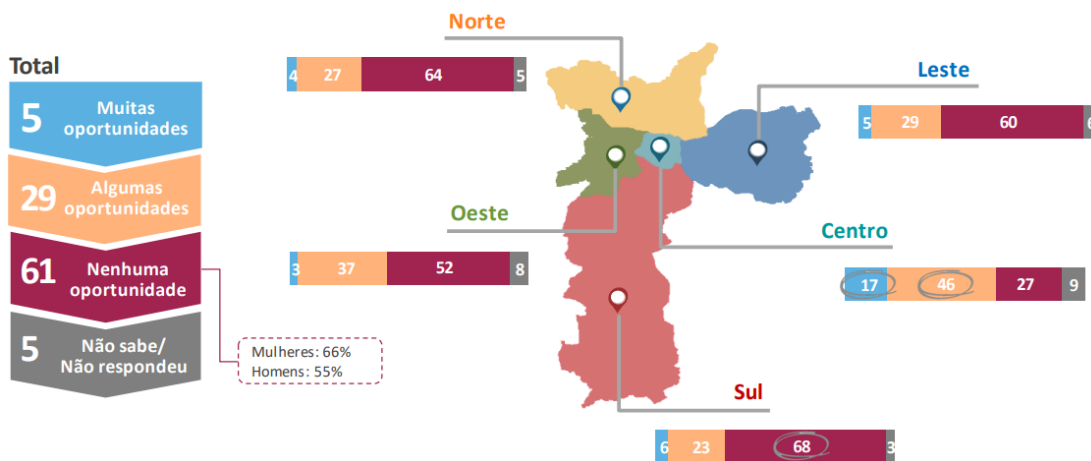 Total
5 Muitas
oportunidades
29 Algumas
oportunidades
61 Nenhuma
oportunidade
5 Não sabe/
Não respondeu
Mulheres: 66%
Homens: 55%
Norte
4 27 64 5
Leste
5 29 60 6
Oeste
3 37 52 8
Centro
17 46 27 9
Sul
6 23 68 3